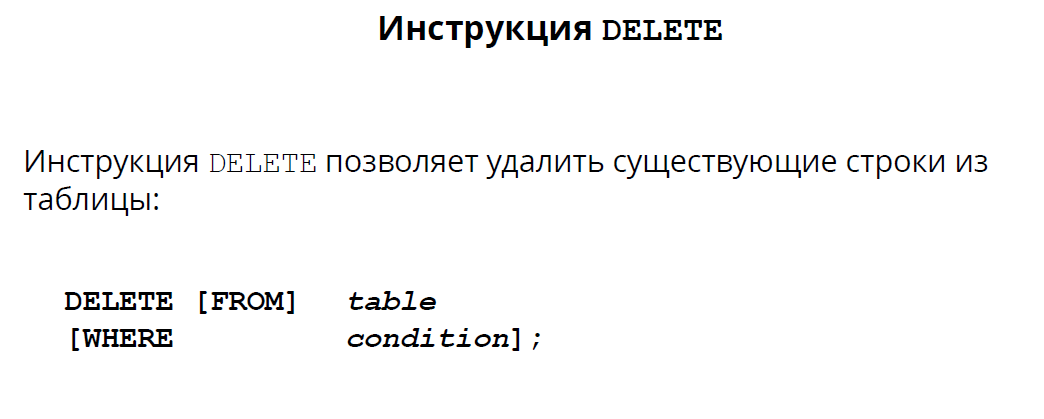 Инструкция DELETE
Инструкция DELETE позволяет удалить существующие строки из
таблицы:
DELETE [FROM] table
[WHERE condition];